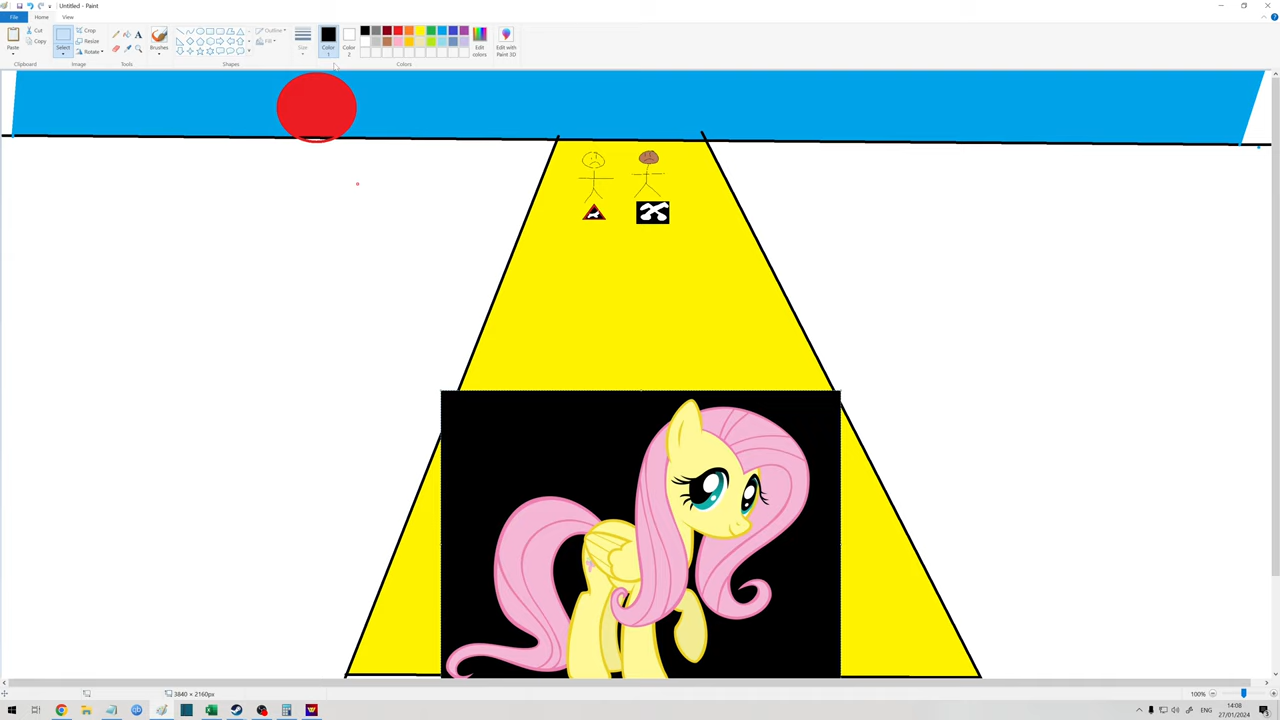 Untitled - Paint
File
Home
View
Paste
Cut
Copy
Clipboard
Select
Crop
Resize
Rotate
Image
A
Tools
Brushes
Outline
Fill
Shapes
Size
Color
1
Color
2
Edit
colors
Edit with
Paint 3D
Colors
3840 × 2160px
100%
ENG
14:08
27/01/2024